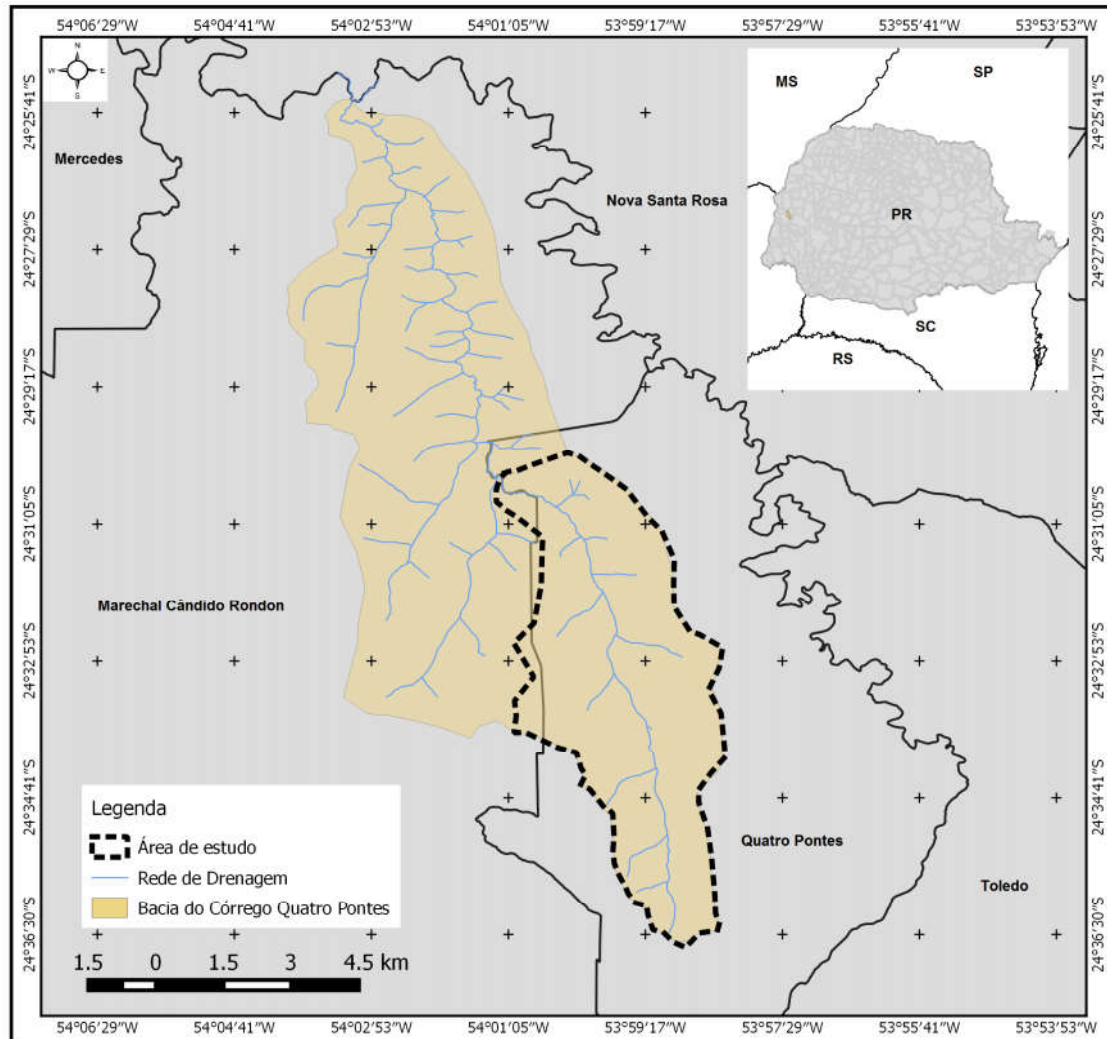 54°06'29"W 54°04'41"W 54°02'53"W 54°01'05"W 53°59'17"W 53°57'29"W 53°55'41"W 53°53'53"W
N
W E
S
24°25'41"S 24°25'41"S
24°27'29"S 24°27'29"S
24°29'17"S 24°29'17"S
24°31'05"S 24°31'05"S
24°32'53"S 24°32'53"S
24°34'41"S 24°34'41"S
24°36'30"S 24°36'30"S
MS
SP
PR
SC
RS
Mercedes
Nova Santa Rosa
Marechal Cândido Rondon
Quatro Pontes
Toledo
Legenda
Área de estudo
Rede de Drenagem
Bacia do Córrego Quatro Pontes
1.5 0 1.5 3 4.5 km
54°06'29"W 54°04'41"W 54°02'53"W 54°01'05"W 53°59'17"W 53°57'29"W 53°55'41"W 53°53'53"W